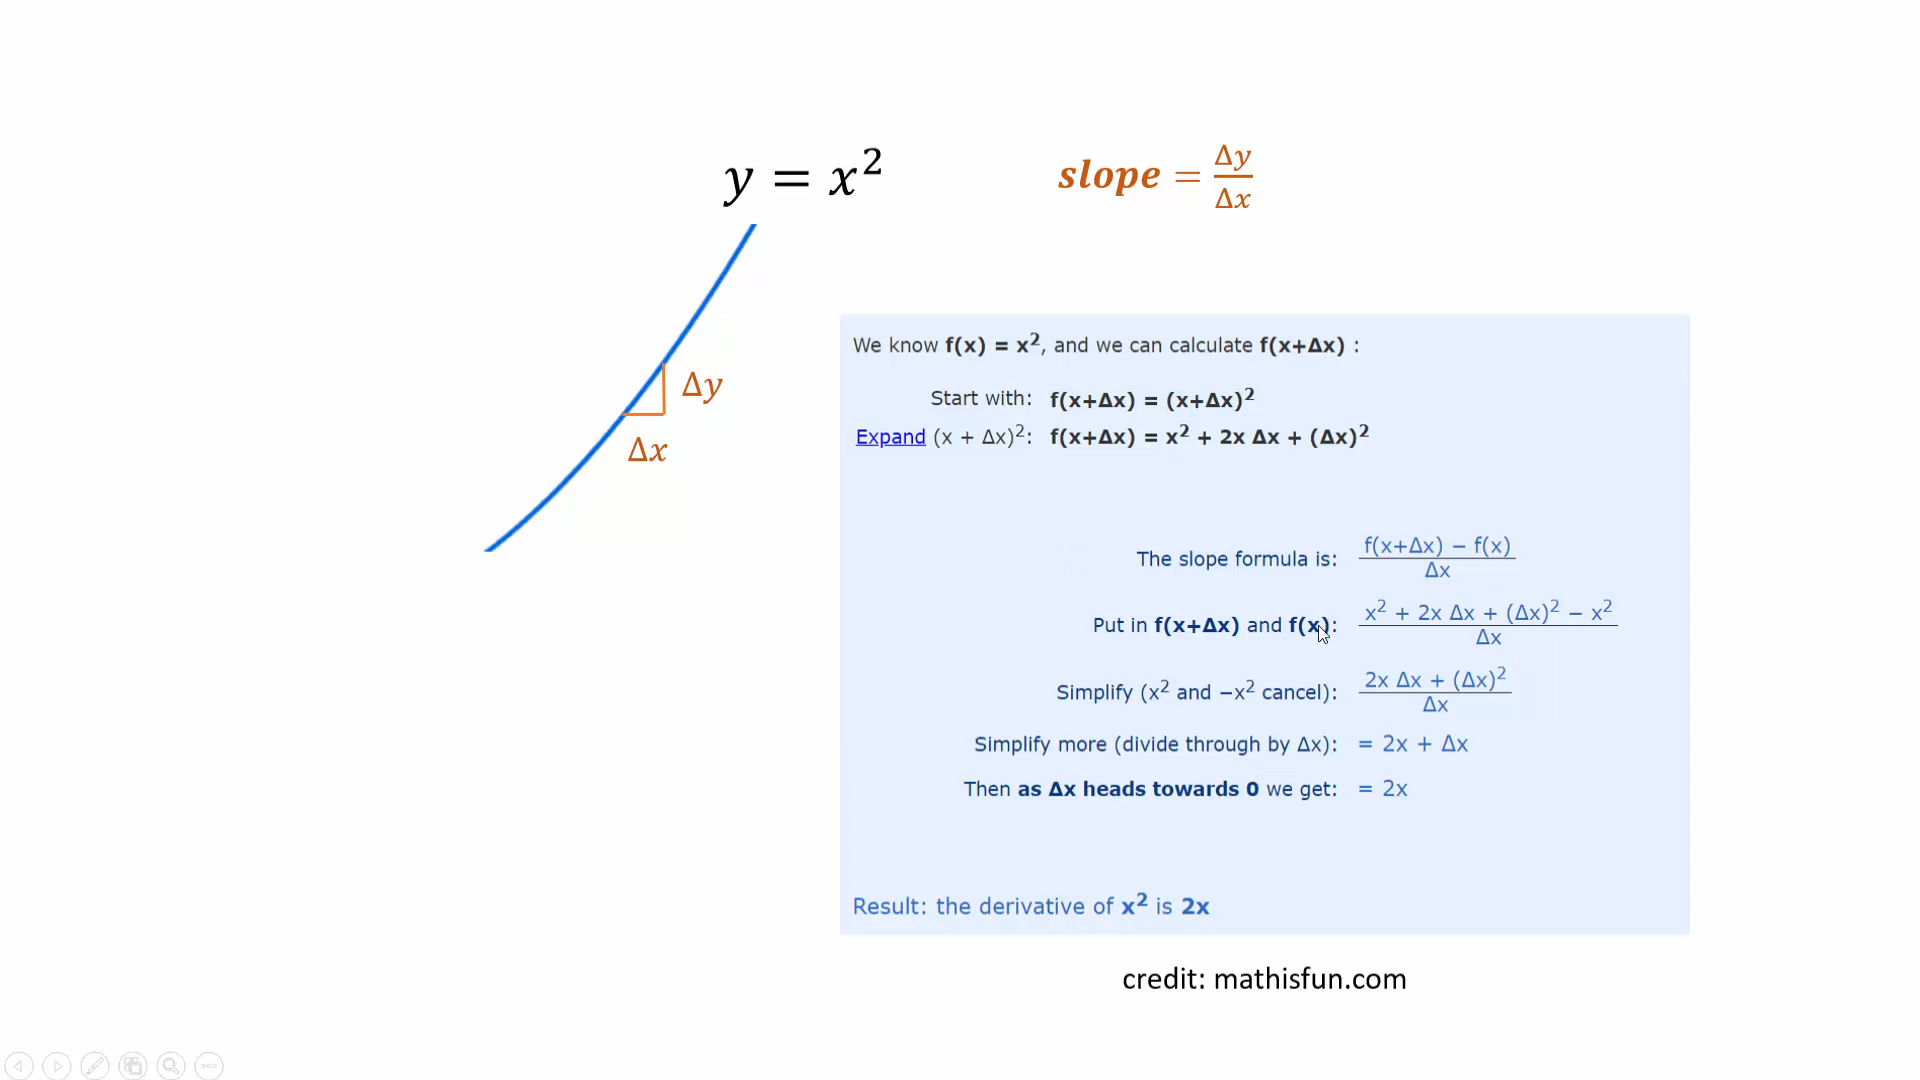 y = x²
slope = Δy/Δx
Δy
Δx
We know f(x) = x², and we can calculate f(x+Δx) :
Start with: f(x+Δx) = (x+Δx)²
Expand (x + Δx)²: f(x+Δx) = x² + 2x Δx + (Δx)²
The slope formula is: f(x+Δx) − f(x) / Δx
Put in f(x+Δx) and f(x): x² + 2x Δx + (Δx)² − x² / Δx
Simplify (x² and −x² cancel): 2x Δx + (Δx)² / Δx
Simplify more (divide through by Δx): = 2x + Δx
Then as Δx heads towards 0 we get: = 2x
Result: the derivative of x² is 2x
credit: mathisfun.com